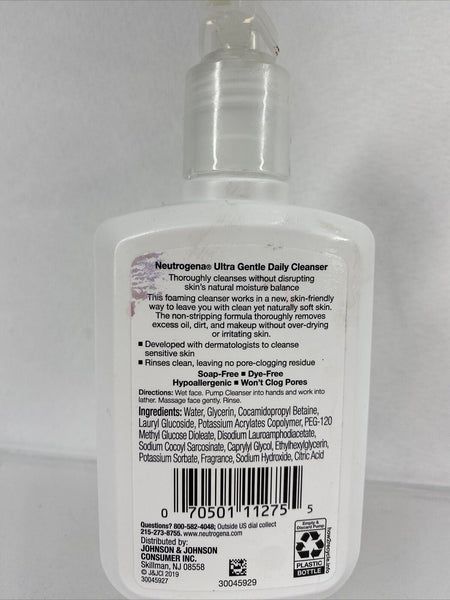 Neutrogena® Ultra Gentle Daily Cleanser
Thoroughly cleanses without disrupting
skin's natural moisture balance
This foaming cleanser works in a new, skin-friendly
way to leave you with clean yet naturally soft skin.
The non-stripping formula thoroughly removes
excess oil, dirt, and makeup without over-drying
or irritating skin.
■ Developed with dermatologists to cleanse
sensitive skin
■ Rinses clean, leaving no pore-clogging residue
Soap-Free ■ Dye-Free
Hypoallergenic ■ Won't Clog Pores
Directions: Wet face. Pump Cleanser into hands and work into
lather. Massage face gently. Rinse.
Ingredients: Water, Glycerin, Cocamidopropyl Betaine,
Lauryl Glucoside, Potassium Acrylates Copolymer, PEG-120
Methyl Glucose Dioleate, Disodium Lauroamphodiacetate,
Sodium Cocoyl Sarcosinate, Caprylyl Glycol, Ethylhexylglycerin,
Potassium Sorbate, Fragrance, Sodium Hydroxide, Citric Acid
0 70501 11275 5
Questions? 800-582-4048; Outside US dial collect
215-273-8755. www.neutrogena.com
Distributed by:
JOHNSON & JOHNSON
CONSUMER INC.
Skillman, NJ 08558
© J&JCI 2019
30045927
30045929
Empty &
Discard Pump
PLASTIC
BOTTLE
how2recycle.info